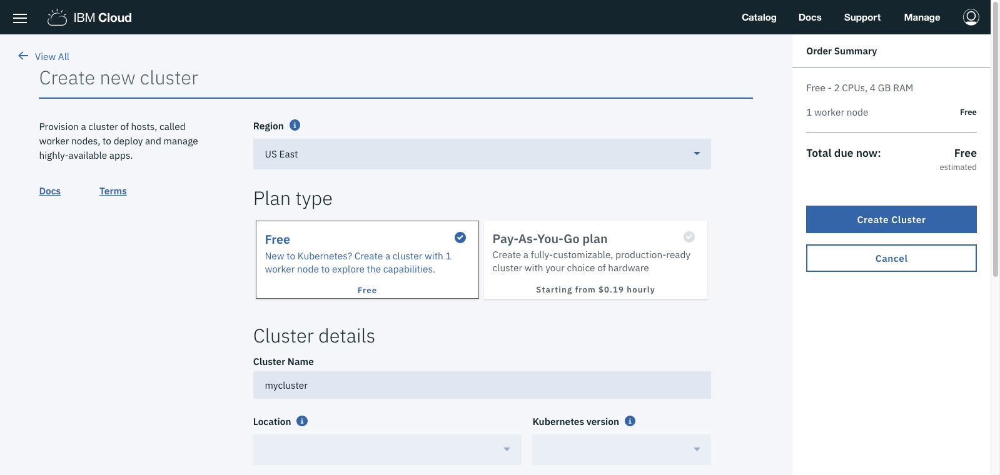 IBM Cloud
Catalog
Docs
Support
Manage
View All
Create new cluster
Provision a cluster of hosts, called
worker nodes, to deploy and manage
highly-available apps.
Docs
Terms
Region
US East
Plan type
Free
New to Kubernetes? Create a cluster with 1
worker node to explore the capabilities.
Free
Pay-As-You-Go plan
Create a fully-customizable, production-ready
cluster with your choice of hardware
Starting from $0.19 hourly
Cluster details
Cluster Name
mycluster
Location
Kubernetes version
Order Summary
Free - 2 CPUs, 4 GB RAM
1 worker node
Free
Total due now:
Free
estimated
Create Cluster
Cancel